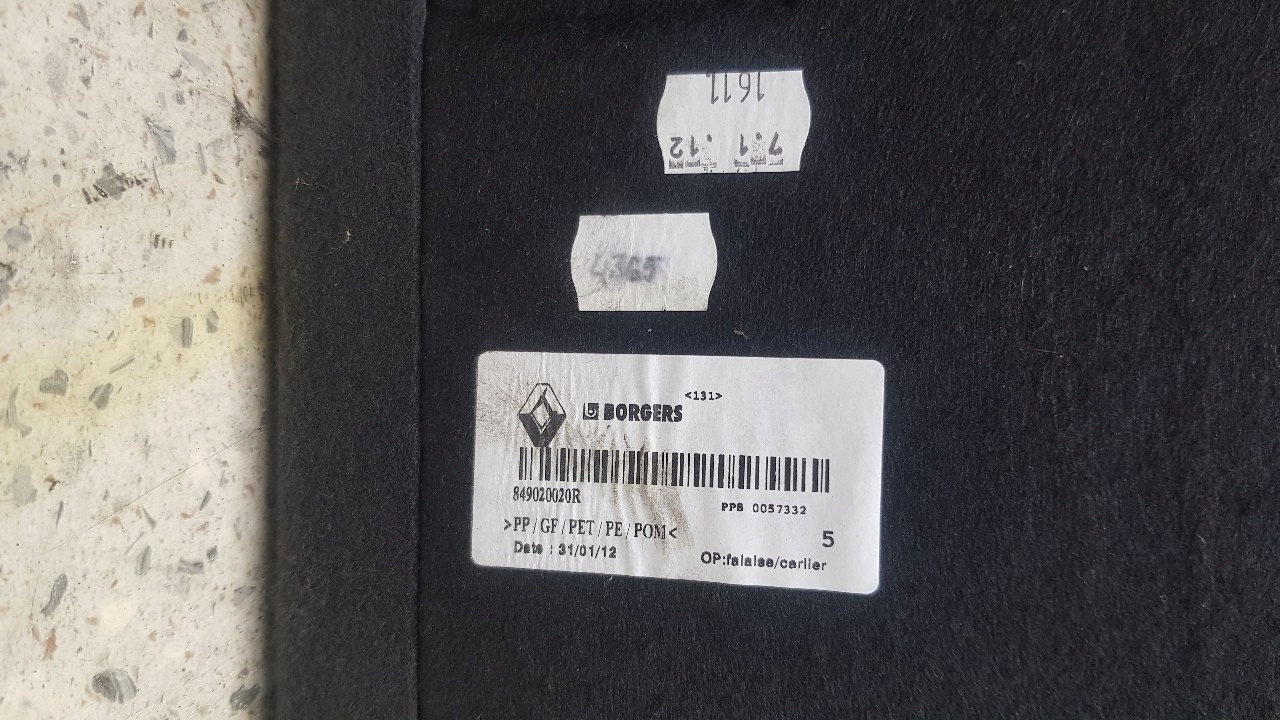 1611
7.1.12
4365
<131>
BORGERS
849020020R
PPS 0057332
>PP/GF/PET/PE/POM<
5
Date : 31/01/12
OP:falaise/carlier